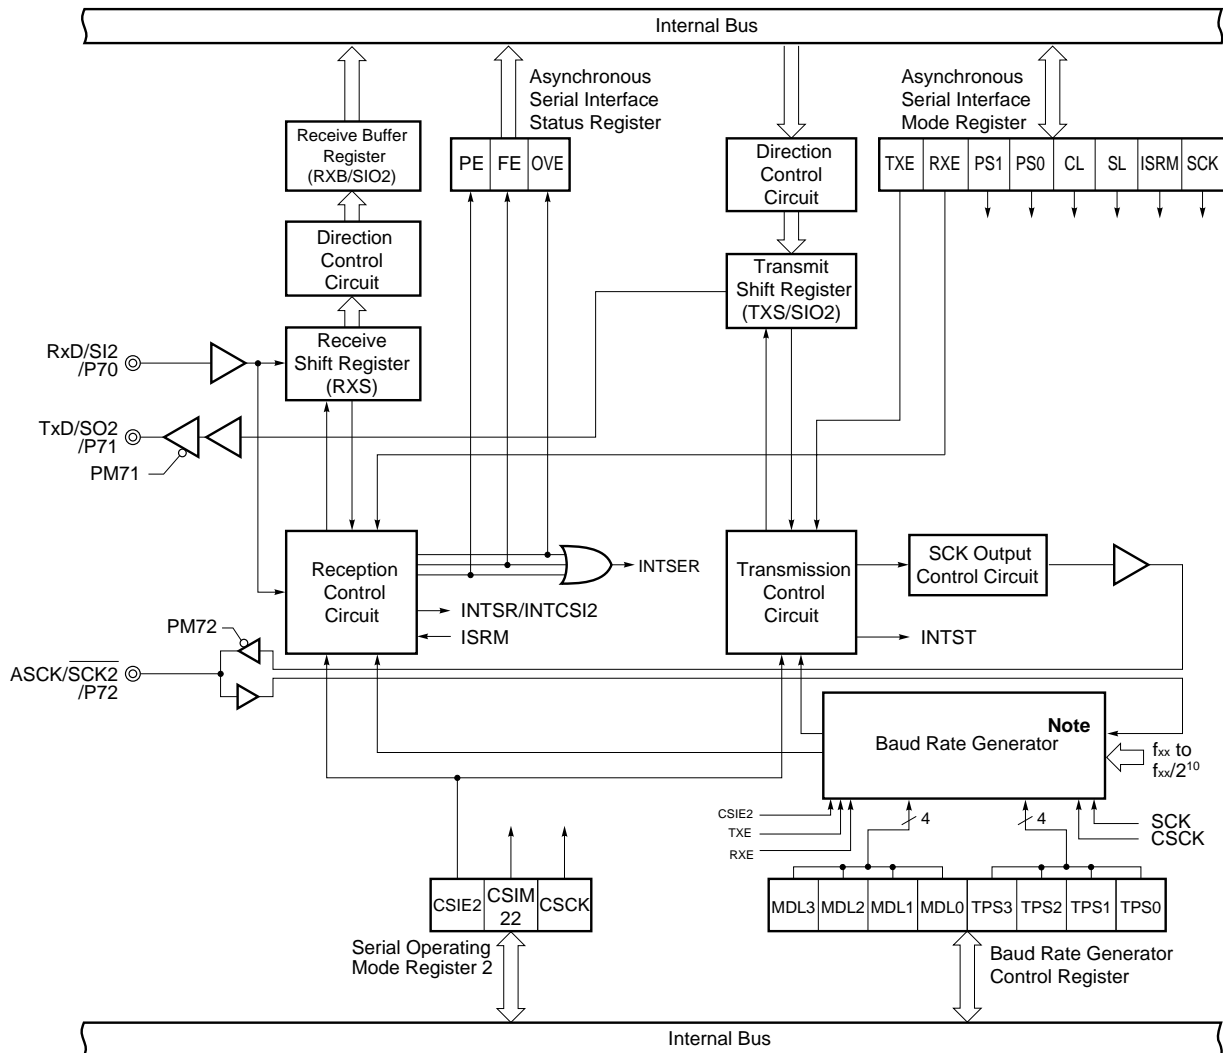 Internal Bus
Asynchronous
Serial Interface
Status Register
Asynchronous
Serial Interface
Mode Register
Receive Buffer
Register
(RXB/SIO2)
PE FE OVE
Direction
Control
Circuit
TXE RXE PS1 PS0 CL SL ISRM SCK
Direction
Control
Circuit
Transmit
Shift Register
(TXS/SIO2)
RxD/SI2
/P70
Receive
Shift Register
(RXS)
TxD/SO2
/P71
PM71
Reception
Control
Circuit
INTSER
INTSR/INTCSI2
ISRM
Transmission
Control
Circuit
SCK Output
Control Circuit
INTST
PM72
ASCK/S̅C̅K̅2̅
/P72
Note
Baud Rate Generator
fxx to
fxx/2¹⁰
CSIE2
TXE
RXE
4
4
SCK
CSCK
CSIE2 CSIM
22 CSCK
MDL3 MDL2 MDL1 MDL0 TPS3 TPS2 TPS1 TPS0
Serial Operating
Mode Register 2
Baud Rate Generator
Control Register
Internal Bus